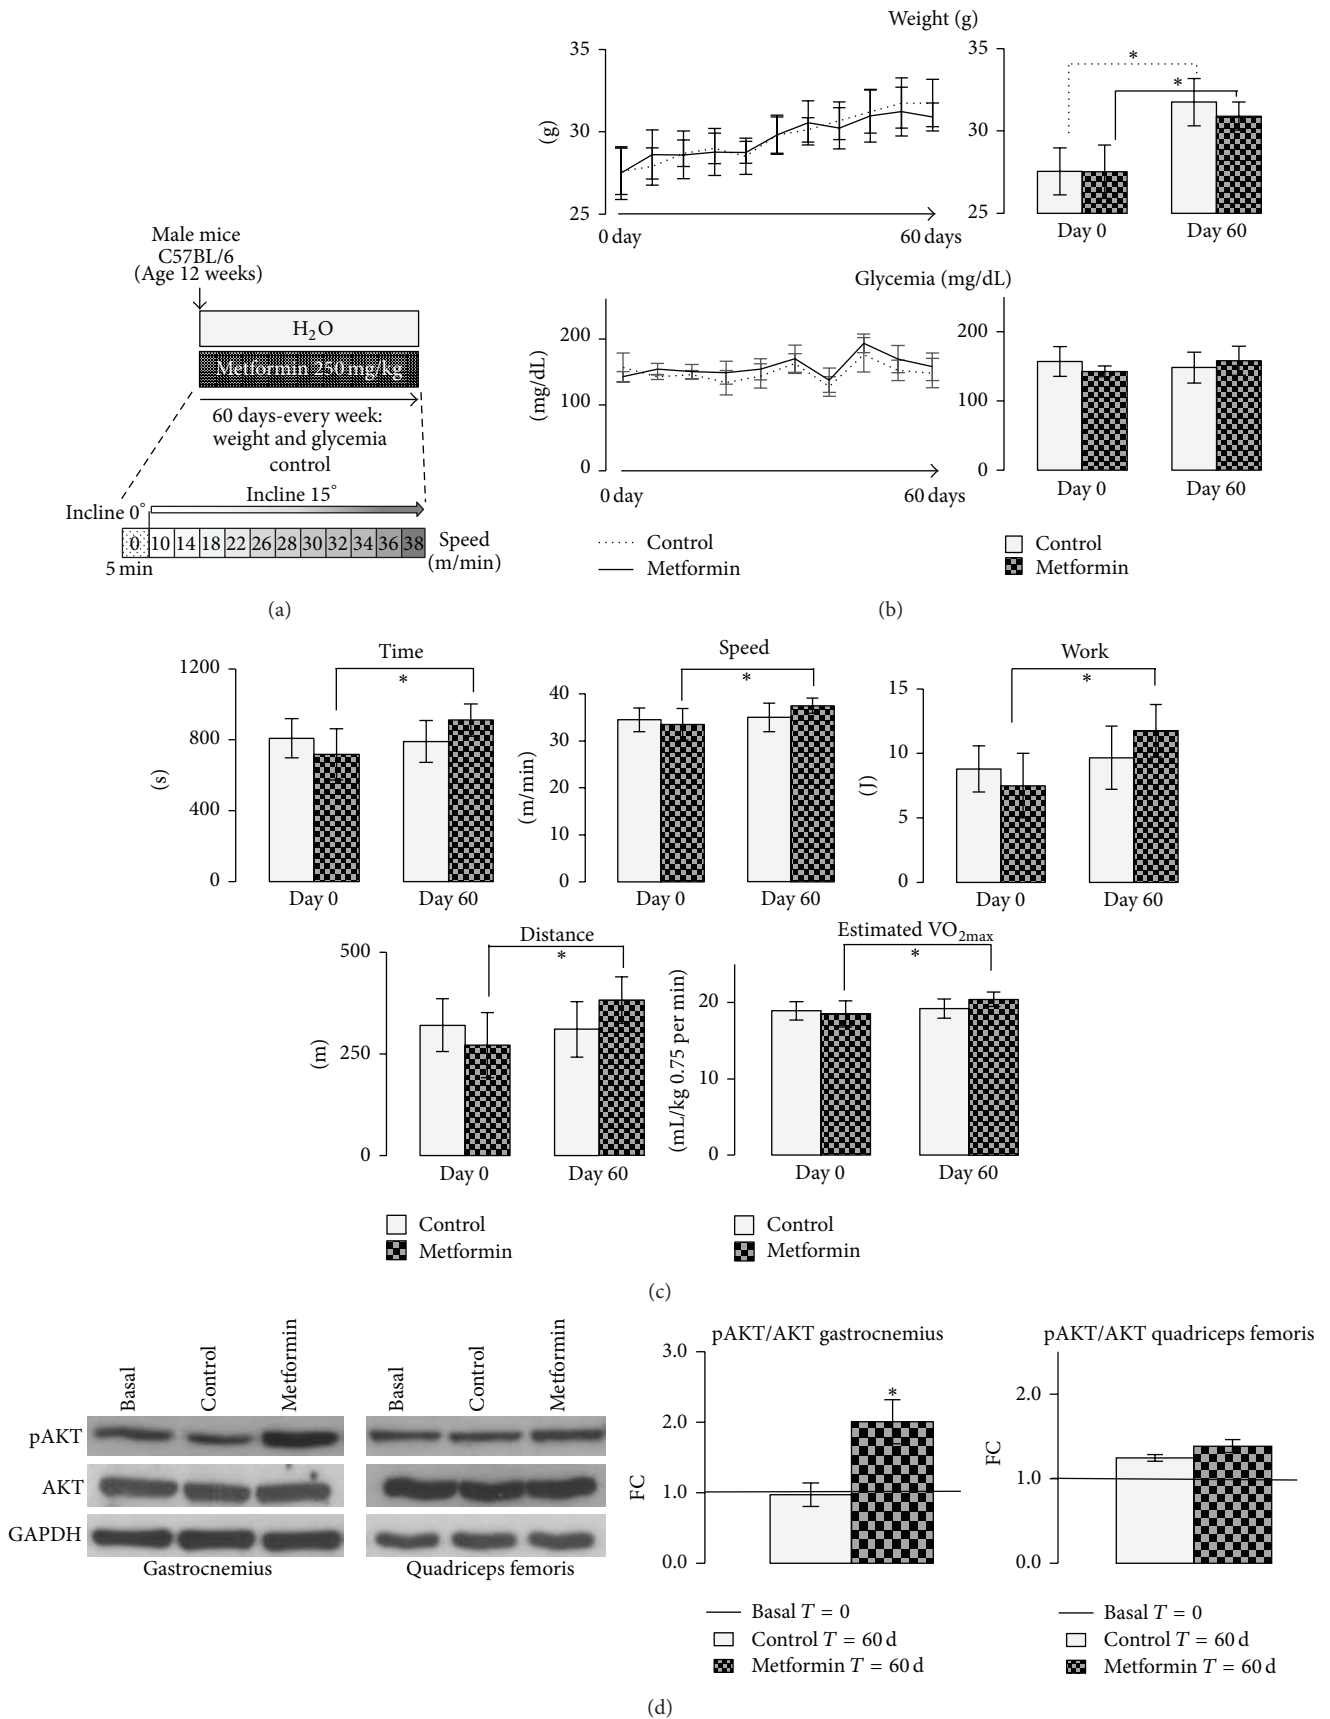 Male mice
C57BL/6
(Age 12 weeks)
H2O
Metformin 250 mg/kg
60 days-every week:
weight and glycemia
control
Incline 15°
Incline 0°
0 10 14 18 22 26 28 30 32 34 36 38
Speed
(m/min)
5 min
(a)
Weight (g)
35
30
25
(g)
0 day
60 days
35
30
25
*
*
Day 0
Day 60
Glycemia (mg/dL)
200
100
0
(mg/dL)
0 day
60 days
200
100
0
Day 0
Day 60
Control
Metformin
Control
Metformin
(b)
Time
*
1200
800
400
0
(s)
Day 0
Day 60
Speed
*
40
30
20
10
0
(m/min)
Day 0
Day 60
Work
*
15
10
5
0
(J)
Day 0
Day 60
Distance
*
500
250
0
(m)
Day 0
Day 60
Control
Metformin
Estimated VO2max
*
20
10
0
(mL/kg 0.75 per min)
Day 0
Day 60
Control
Metformin
(c)
Basal
Control
Metformin
Basal
Control
Metformin
pAKT
AKT
GAPDH
Gastrocnemius
Quadriceps femoris
pAKT/AKT gastrocnemius
3.0
2.0
1.0
0.0
FC
*
Basal T = 0
Control T = 60 d
Metformin T = 60 d
pAKT/AKT quadriceps femoris
2.0
1.0
0.0
FC
Basal T = 0
Control T = 60 d
Metformin T = 60 d
(d)